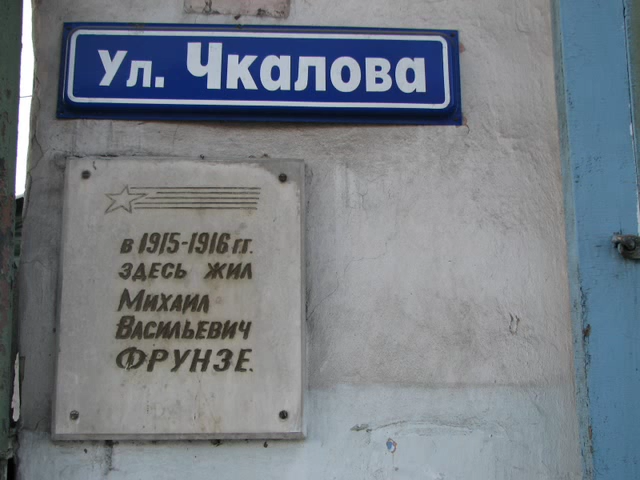 Ул. Чкалова
в 1915-1916 гг.
здесь жил
Михаил
Васильевич
ФРУНЗЕ.